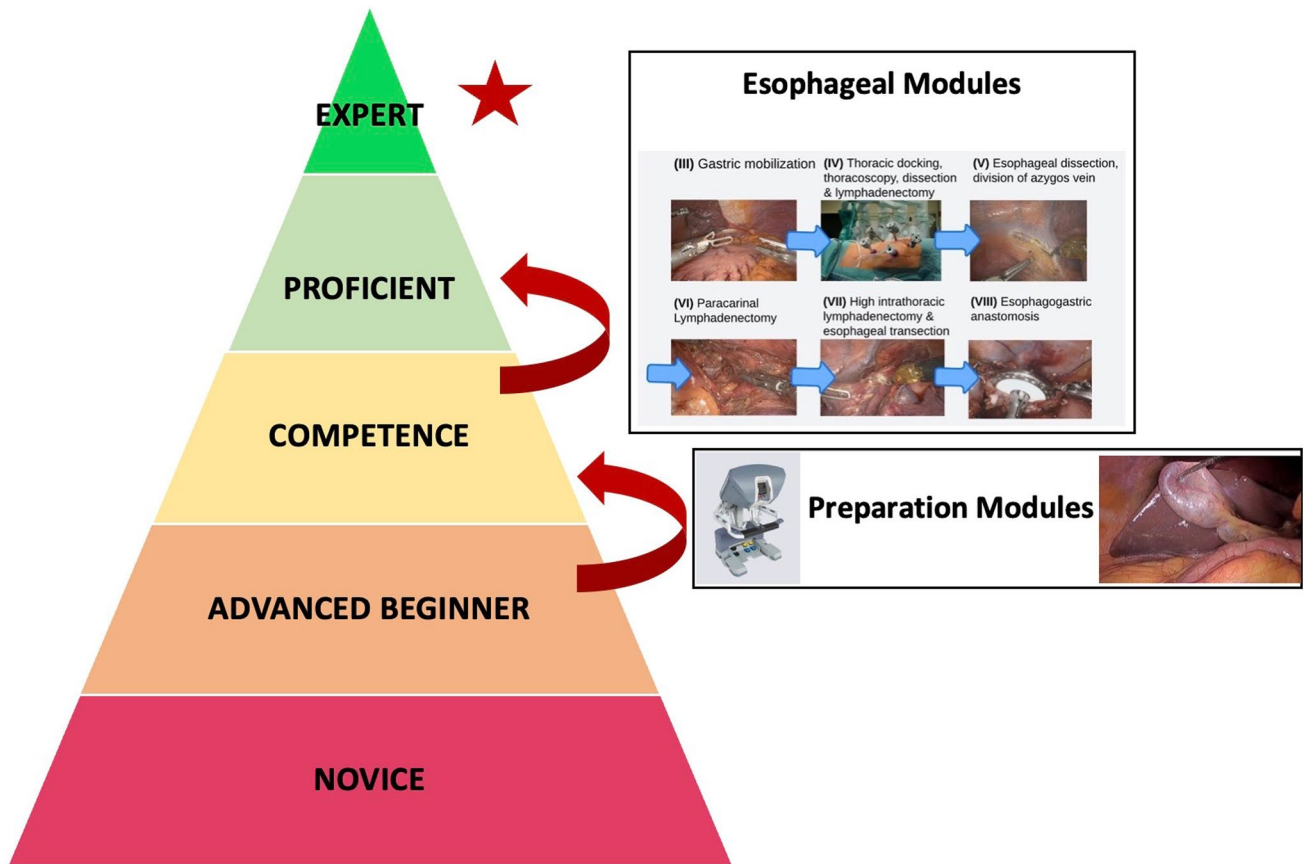 EXPERT
PROFICIENT
COMPETENCE
ADVANCED BEGINNER
NOVICE
Esophageal Modules
(III) Gastric mobilization
(IV) Thoracic docking,
thoracoscopy, dissection
& lymphadenectomy
(V) Esophageal dissection,
division of azygos vein
(VI) Paracarinal
Lymphadenectomy
(VII) High intrathoracic
lymphadenectomy &
esophageal transection
(VIII) Esophagogastric
anastomosis
Preparation Modules